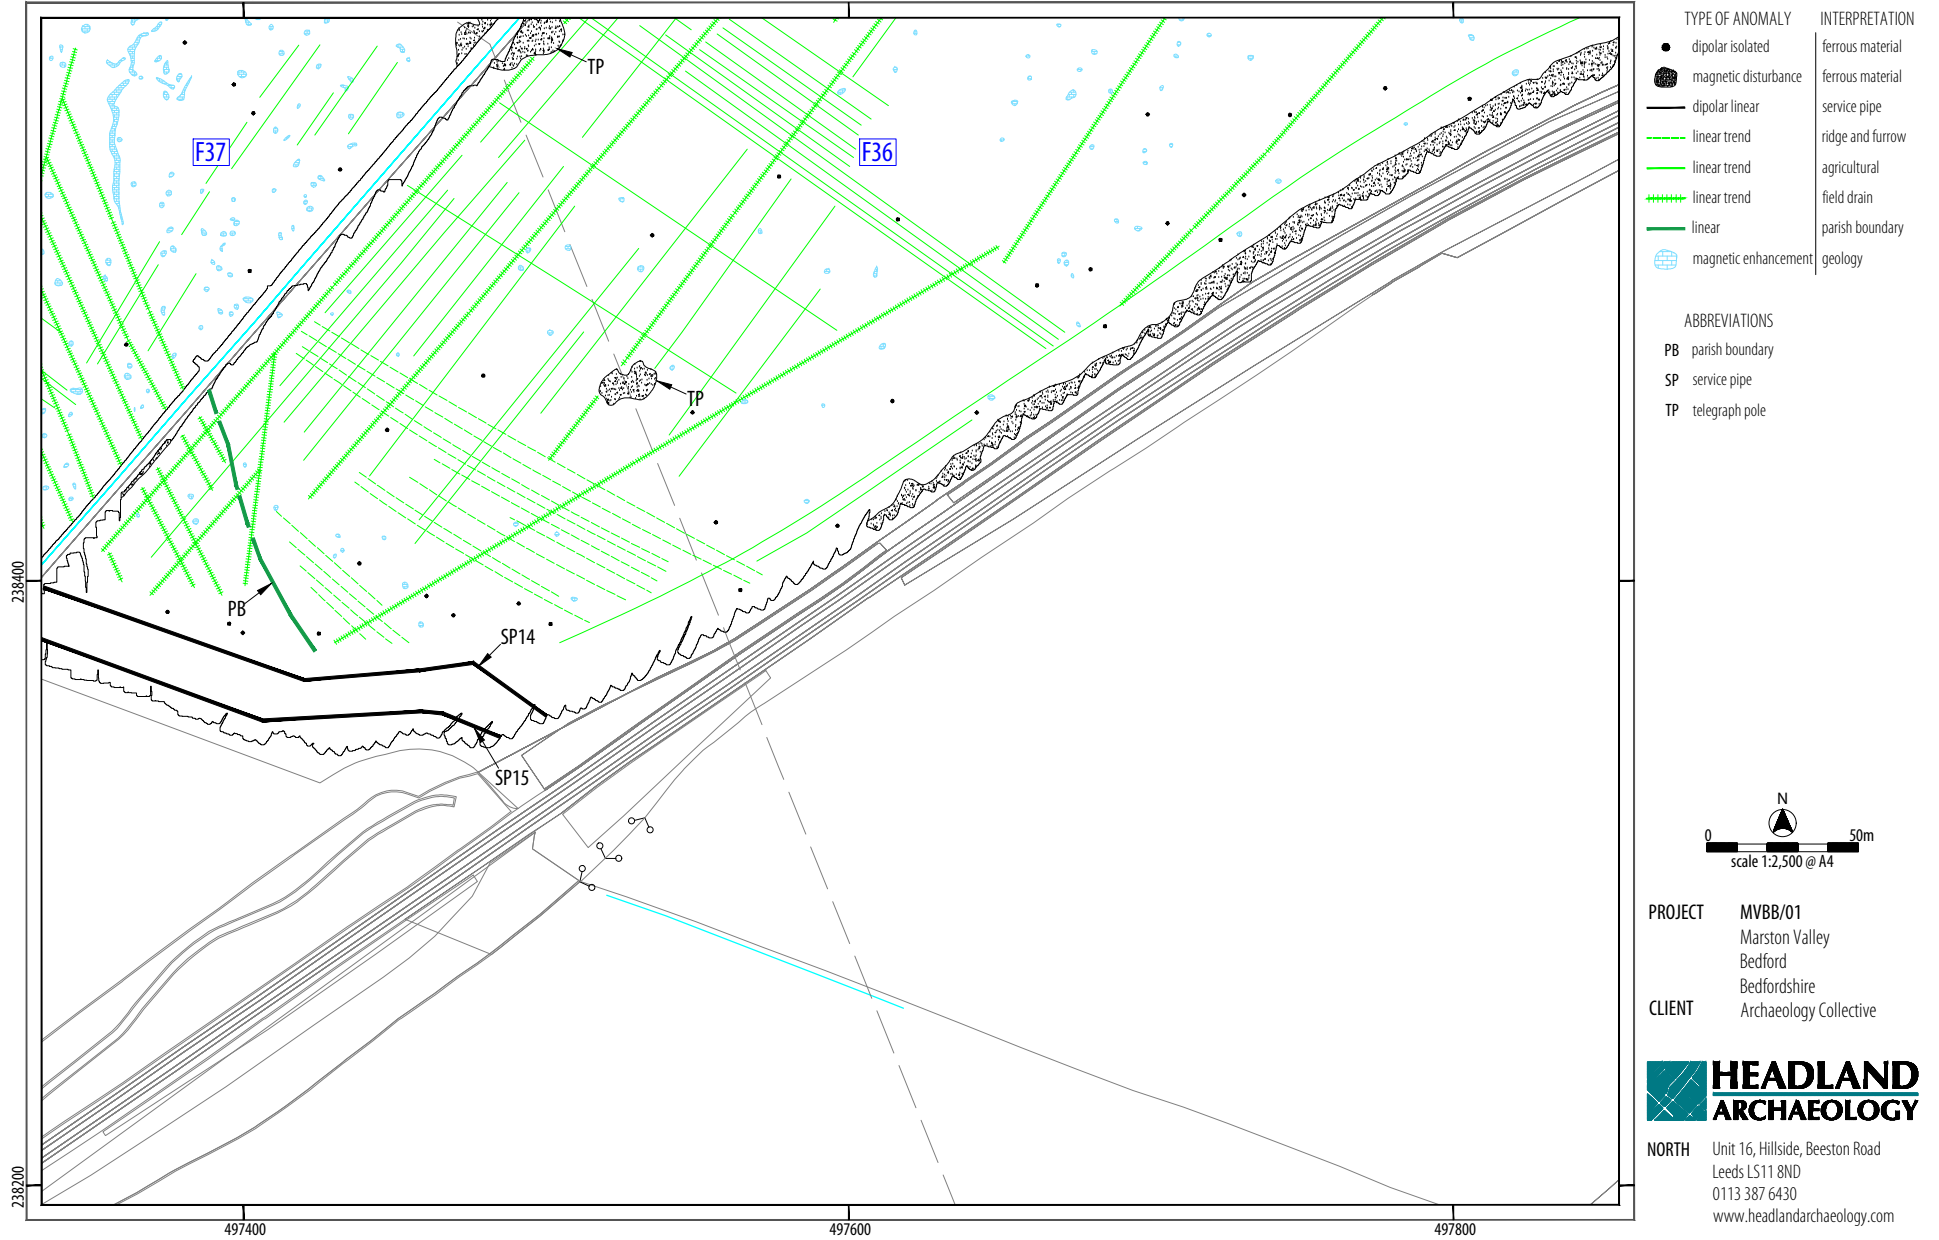 TYPE OF ANOMALY INTERPRETATION
dipolar isolated ferrous material
magnetic disturbance ferrous material
dipolar linear service pipe
linear trend ridge and furrow
linear trend agricultural
linear trend field drain
linear parish boundary
magnetic enhancement geology
ABBREVIATIONS
PB parish boundary
SP service pipe
TP telegraph pole
TP
F37
F36
TP
PB
SP14
SP15
238400
238200
497400
497600
497800
N
0 50m
scale 1:2,500 @ A4
PROJECT MVBB/01
Marston Valley
Bedford
Bedfordshire
CLIENT Archaeology Collective
HEADLAND
ARCHAEOLOGY
NORTH Unit 16, Hillside, Beeston Road
Leeds LS11 8ND
0113 387 6430
www.headlandarchaeology.com